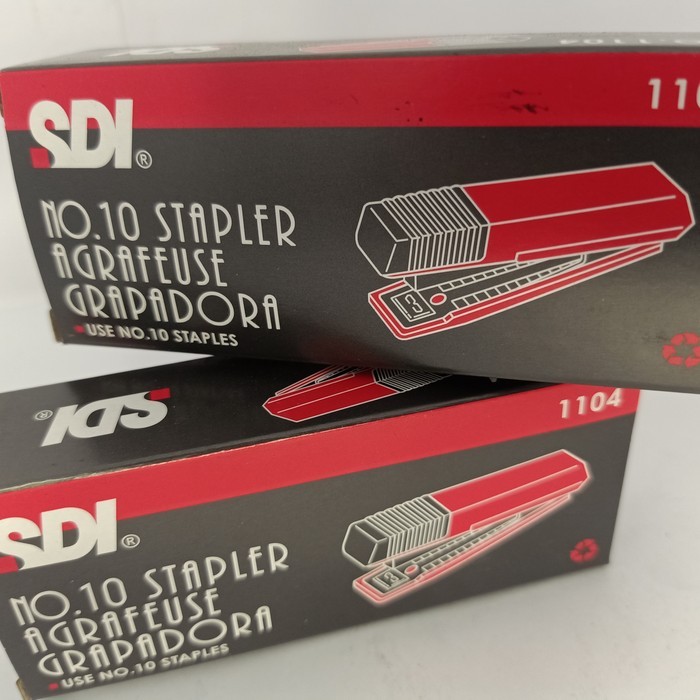 1104
SDI®
NO.10 STAPLER
AGRAFEUSE
GRAPADORA
USE NO.10 STAPLES
SDI®
1104
SDI®
NO.10 STAPLER
AGRAFEUSE
GRAPADORA
USE NO.10 STAPLES